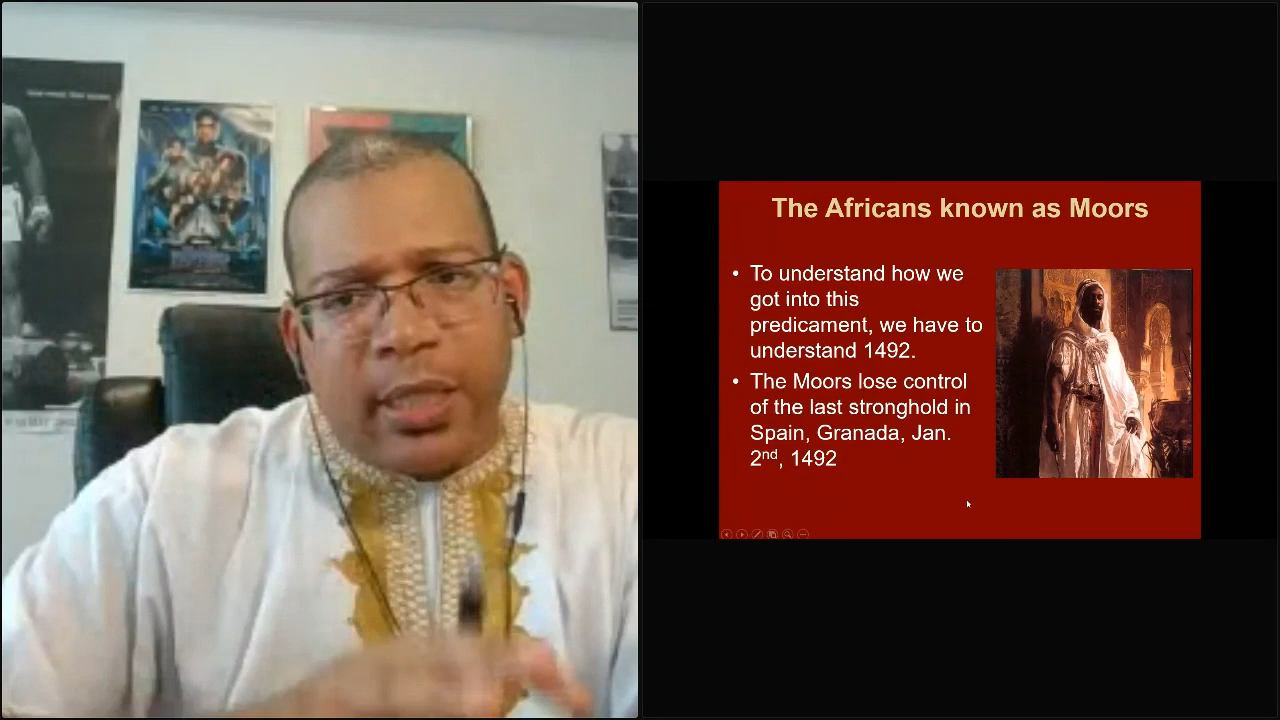 The Africans known as Moors
• To understand how we
got into this
predicament, we have to
understand 1492.
• The Moors lose control
of the last stronghold in
Spain, Granada, Jan.
2nd, 1492